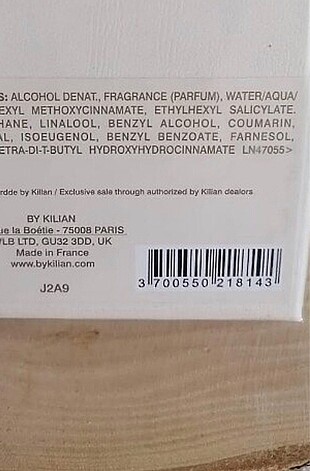 S: ALCOHOL DENAT., FRAGRANCE (PARFUM), WATER/AQUA/
EXYL METHOXYCINNAMATE, ETHYLHEXYL SALICYLATE,
HANE, LINALOOL, BENZYL ALCOHOL, COUMARIN,
AL, ISOEUGENOL, BENZYL BENZOATE, FARNESOL,
ETRA-DI-T-BUTYL HYDROXYHYDROCINNAMATE LN47055>
rdde by Kilian / Exclusive sale through authorized by Kilian dealers
BY KILIAN
ue la Boétie - 75008 PARIS
/LB LTD, GU32 3DD, UK
Made in France
www.bykilian.com
J2A9
3 700550 218143